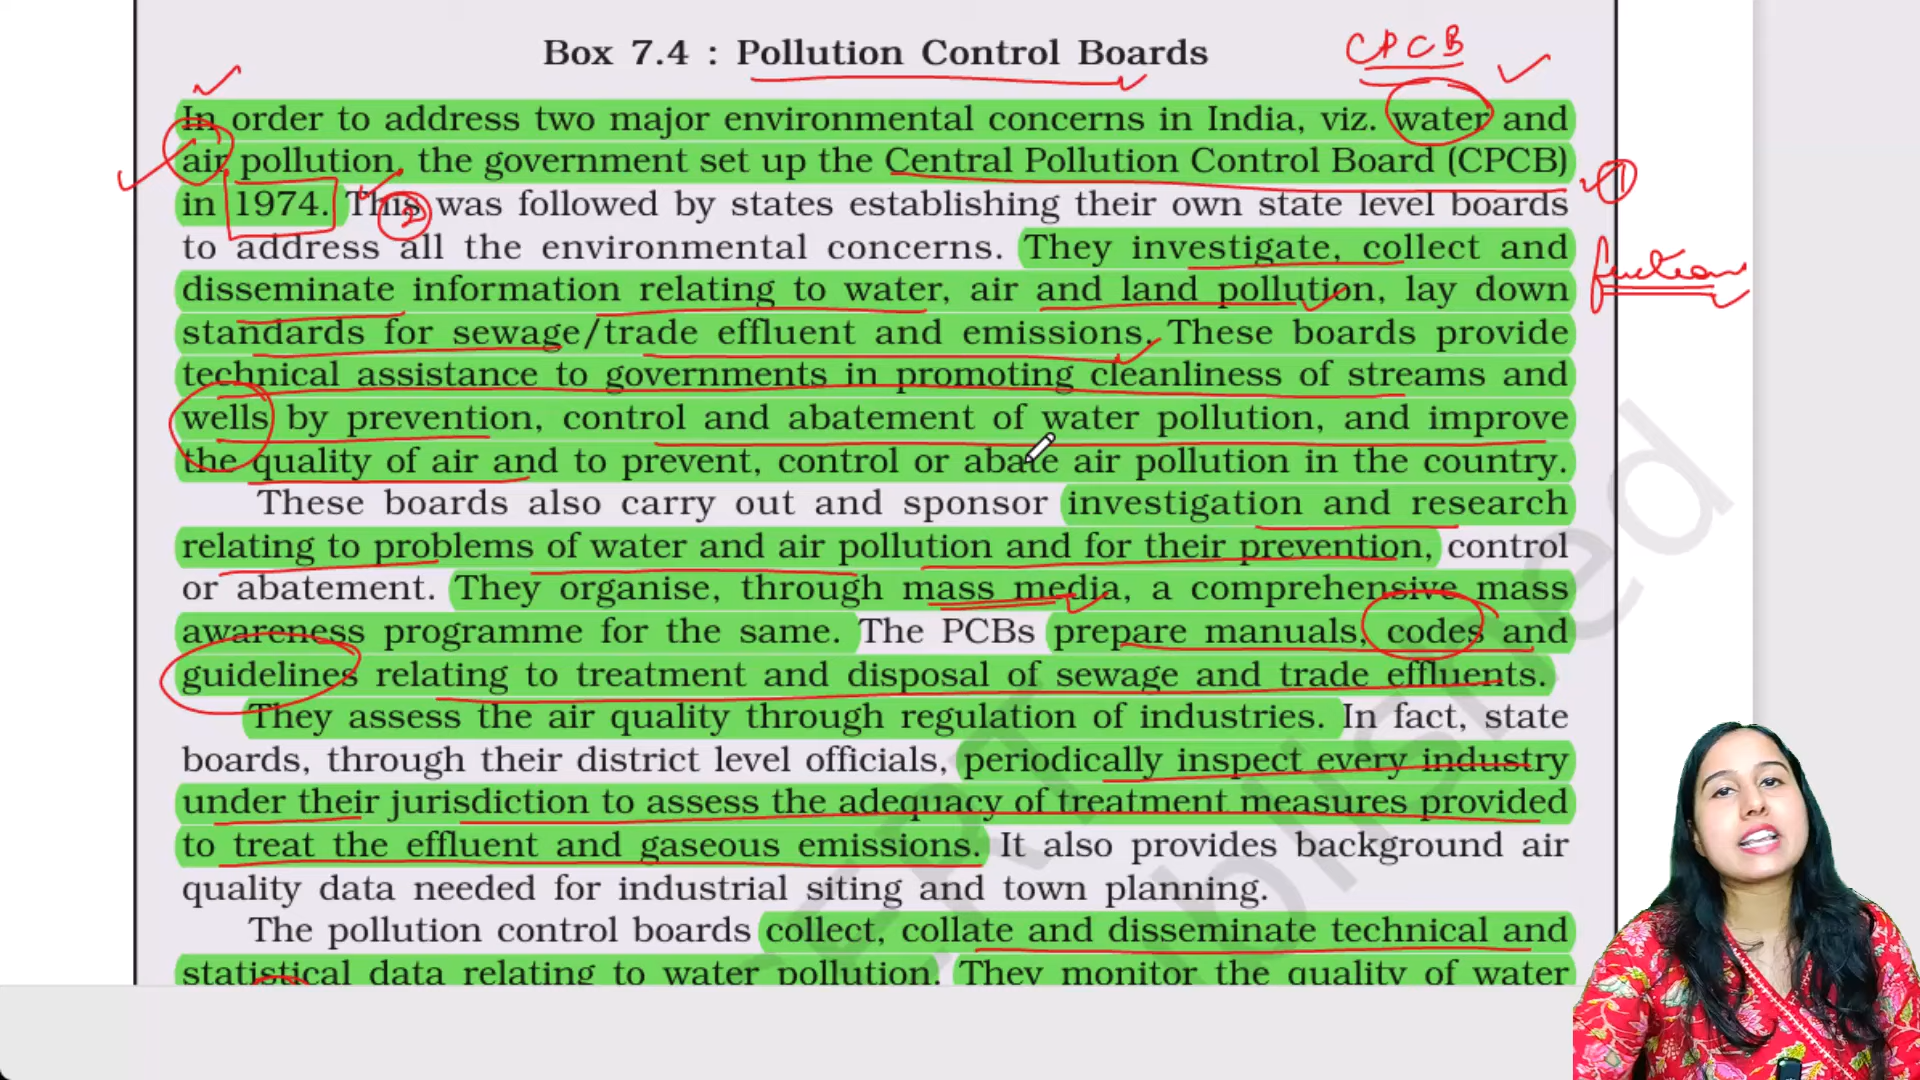 Box 7.4 : Pollution Control Boards
CPCB
In order to address two major environmental concerns in India, viz. water and
air pollution, the government set up the Central Pollution Control Board (CPCB)
1
in 1974. This was followed by states establishing their own state level boards
2
to address all the environmental concerns. They investigate, collect and
functions
disseminate information relating to water, air and land pollution, lay down
standards for sewage/trade effluent and emissions. These boards provide
technical assistance to governments in promoting cleanliness of streams and
wells by prevention, control and abatement of water pollution, and improve
the quality of air and to prevent, control or abate air pollution in the country.
These boards also carry out and sponsor investigation and research
relating to problems of water and air pollution and for their prevention, control
or abatement. They organise, through mass media, a comprehensive mass
awareness programme for the same. The PCBs prepare manuals, codes and
guidelines relating to treatment and disposal of sewage and trade effluents.
They assess the air quality through regulation of industries. In fact, state
boards, through their district level officials, periodically inspect every industry
under their jurisdiction to assess the adequacy of treatment measures provided
to treat the effluent and gaseous emissions. It also provides background air
quality data needed for industrial siting and town planning.
The pollution control boards collect, collate and disseminate technical and
statistical data relating to water pollution. They monitor the quality of water